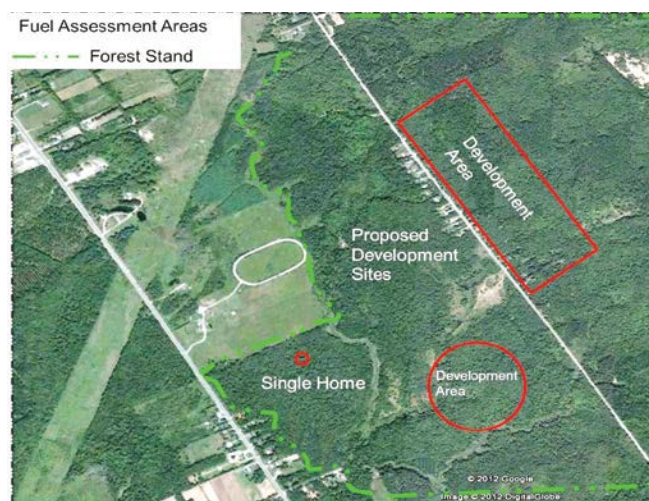 Fuel Assessment Areas
Forest Stand
Development
Area
Proposed
Development
Sites
Single Home
Development
Area
© 2012 Google
Image © 2012 DigitalGlobe